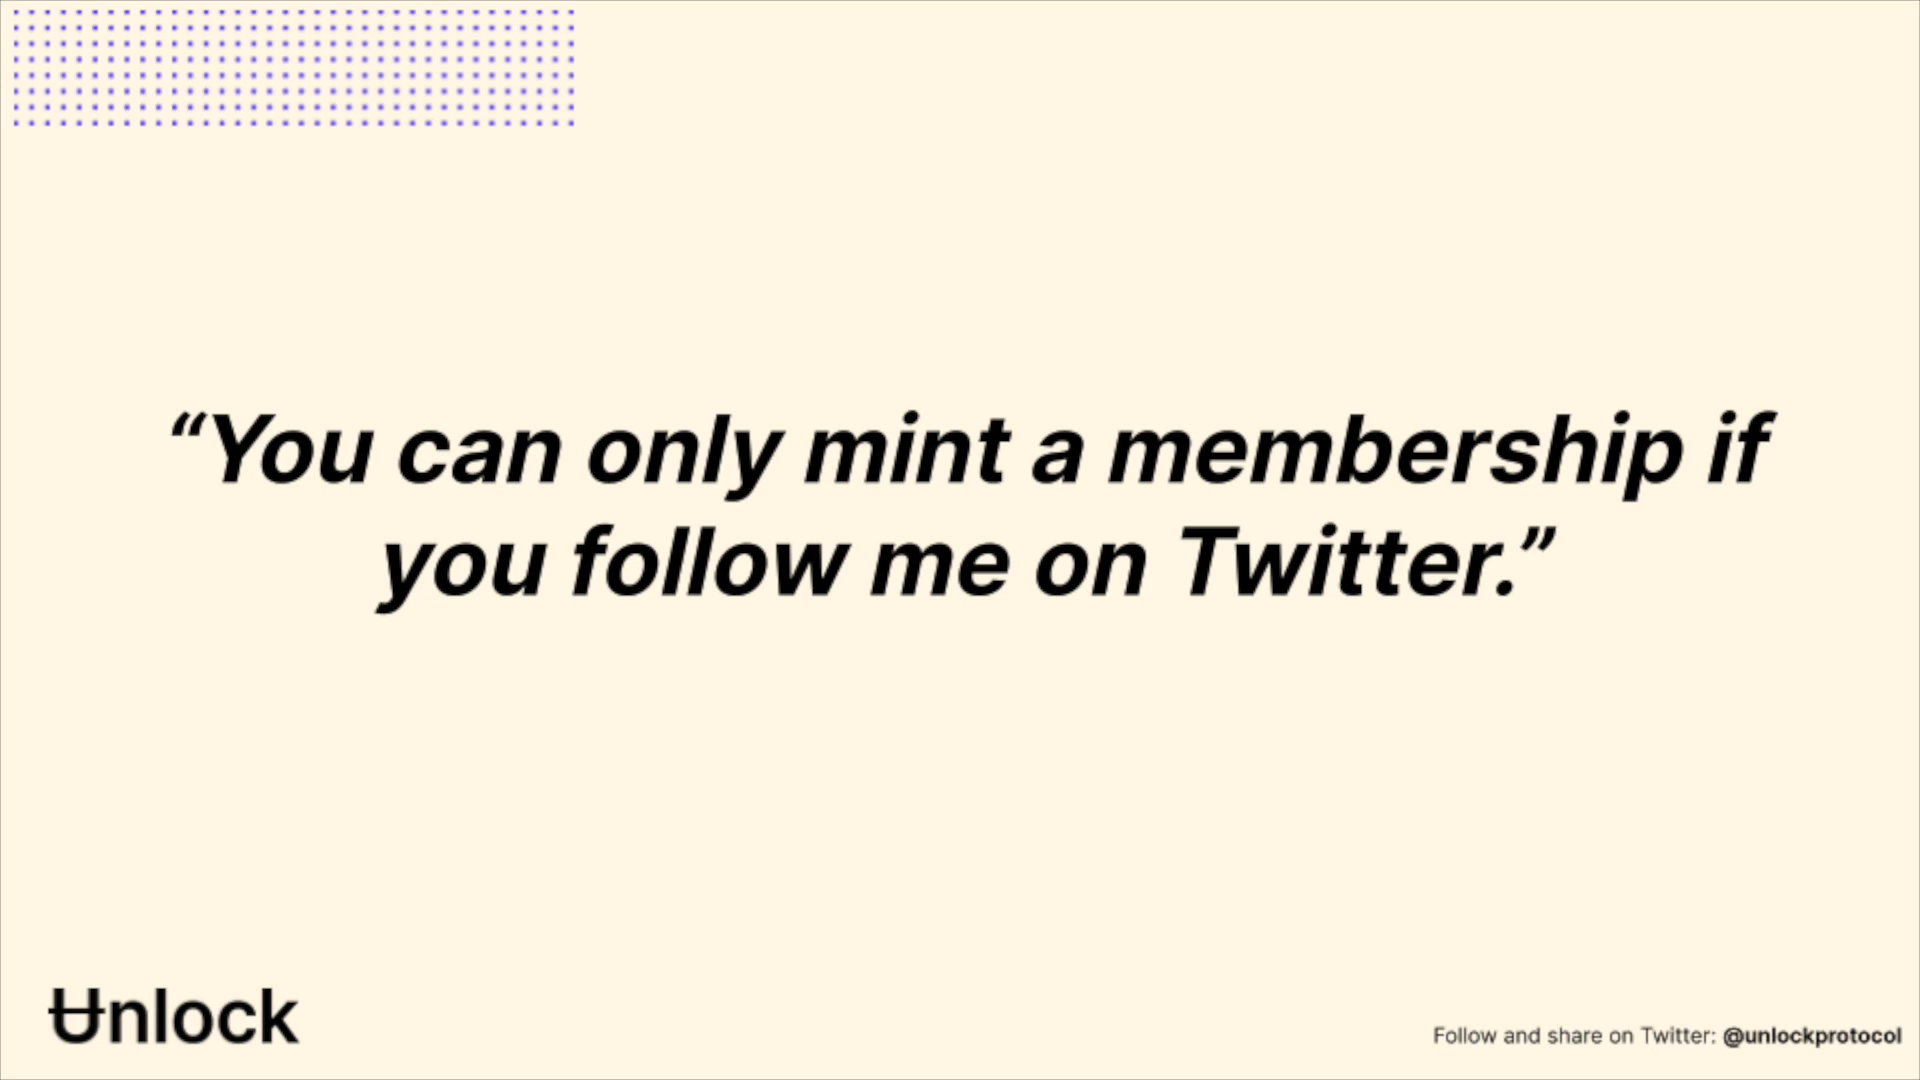 “You can only mint a membership if
you follow me on Twitter.”
Unlock
Follow and share on Twitter: @unlockprotocol